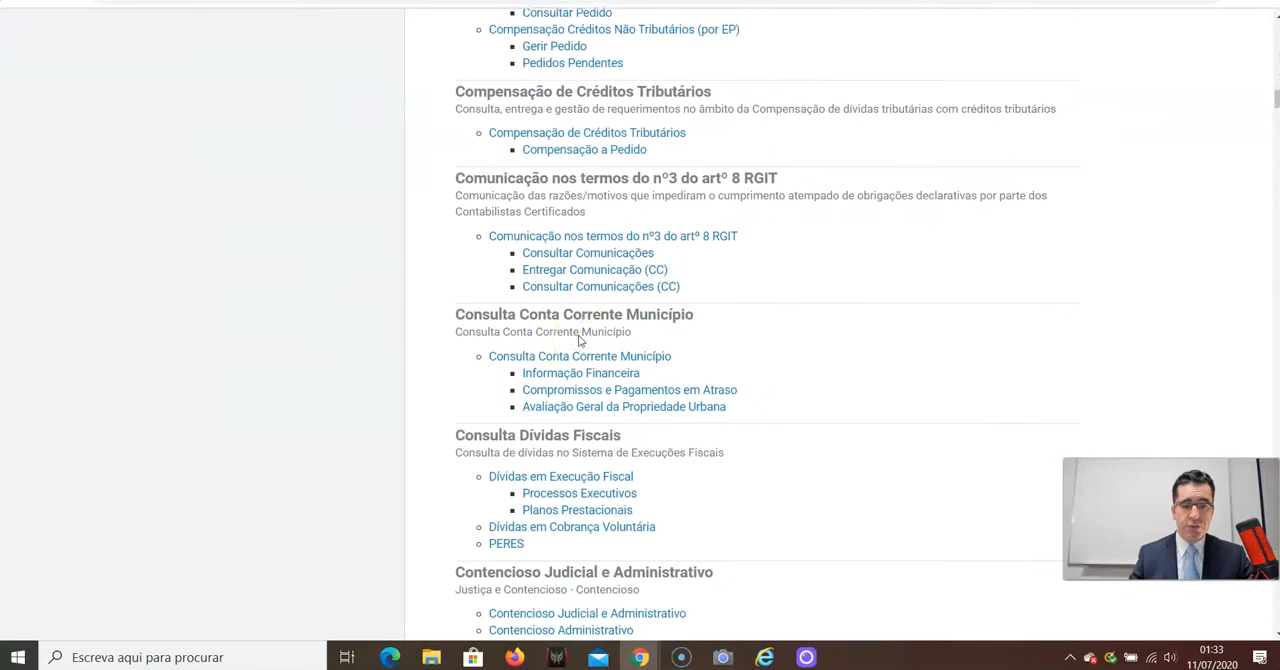 Consultar Pedido
Compensação Créditos Não Tributários (por EP)
Gerir Pedido
Pedidos Pendentes
Compensação de Créditos Tributários
Consulta, entrega e gestão de requerimentos no âmbito da Compensação de dívidas tributárias com créditos tributários
Compensação de Créditos Tributários
Compensação a Pedido
Comunicação nos termos do nº3 do artº 8 RGIT
Comunicação das razões/motivos que impediram o cumprimento atempado de obrigações declarativas por parte dos
Contabilistas Certificados
Comunicação nos termos do nº3 do artº 8 RGIT
Consultar Comunicações
Entregar Comunicação (CC)
Consultar Comunicações (CC)
Consulta Conta Corrente Município
Consulta Conta Corrente Município
Consulta Conta Corrente Município
Informação Financeira
Compromissos e Pagamentos em Atraso
Avaliação Geral da Propriedade Urbana
Consulta Dívidas Fiscais
Consulta de dívidas no Sistema de Execuções Fiscais
Dívidas em Execução Fiscal
Processos Executivos
Planos Prestacionais
Dívidas em Cobrança Voluntária
PERES
Contencioso Judicial e Administrativo
Justiça e Contencioso - Contencioso
Contencioso Judicial e Administrativo
Contencioso Administrativo
Escreva aqui para procurar
01:33
11/07/2020